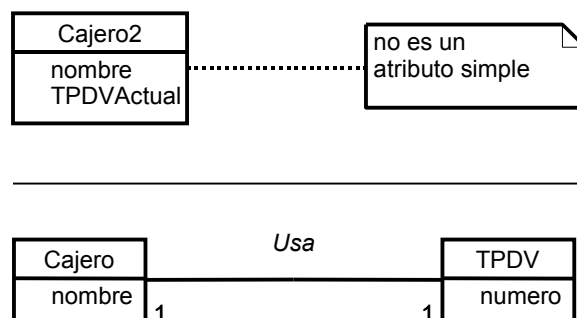 Cajero2
nombre
TPDVActual
no es un
atributo simple
Usa
Cajero
TPDV
nombre
numero
1
1